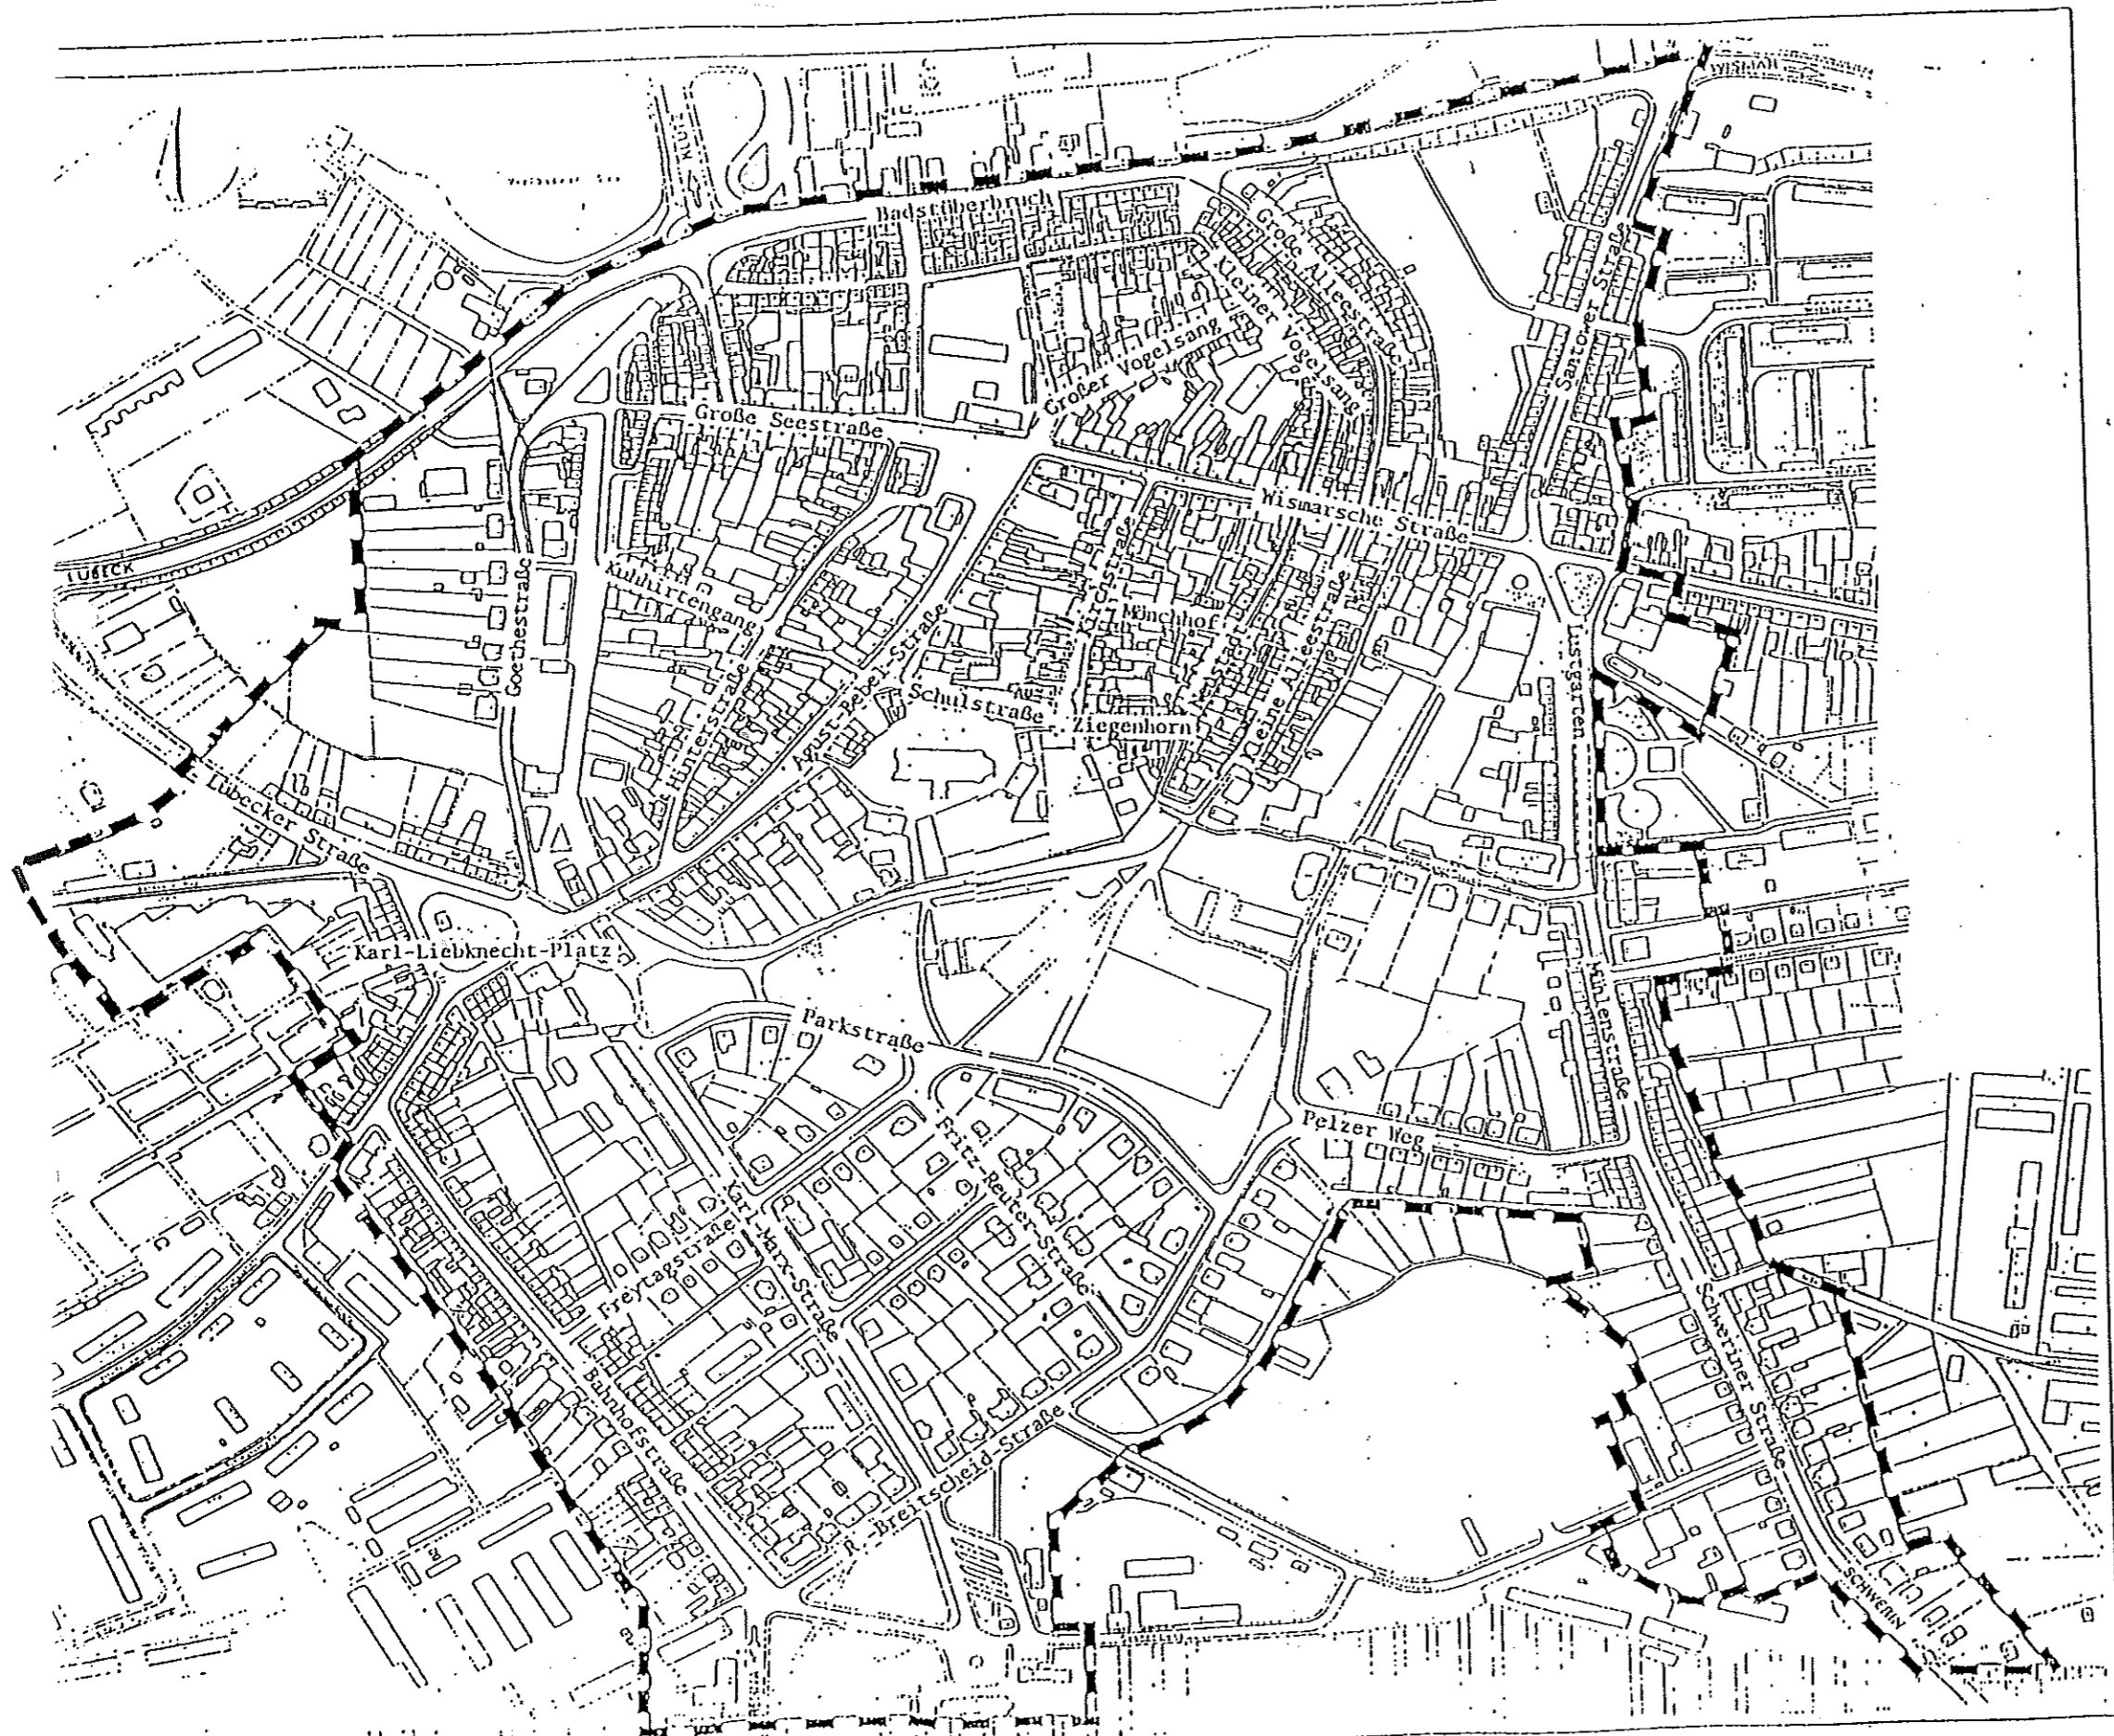 WISMAR
KLÜTZ
Badstüberbruch
Große Alleestraße
Kleiner Vogelsang
Santower Straße
Großer Vogelsang
Große Seestraße
Wismarsche Straße
LÜBECK
Goethestraße
Kuhhirtengang
Kirchstraße
Mönchhof
Lustgarten
August-Bebel-Straße
Kleine Alleestraße
Hinterstraße
Schulstraße
Ziegenhorn
Lübecker Straße
Karl-Liebknecht-Platz
Mühlenstraße
Parkstraße
Pelzer Weg
Fritz-Reuter-Straße
Karl-Marx-Straße
Freytagstraße
Schweriner Straße
Bahnhofstraße
R.-Breitscheid-Straße
SCHWERIN